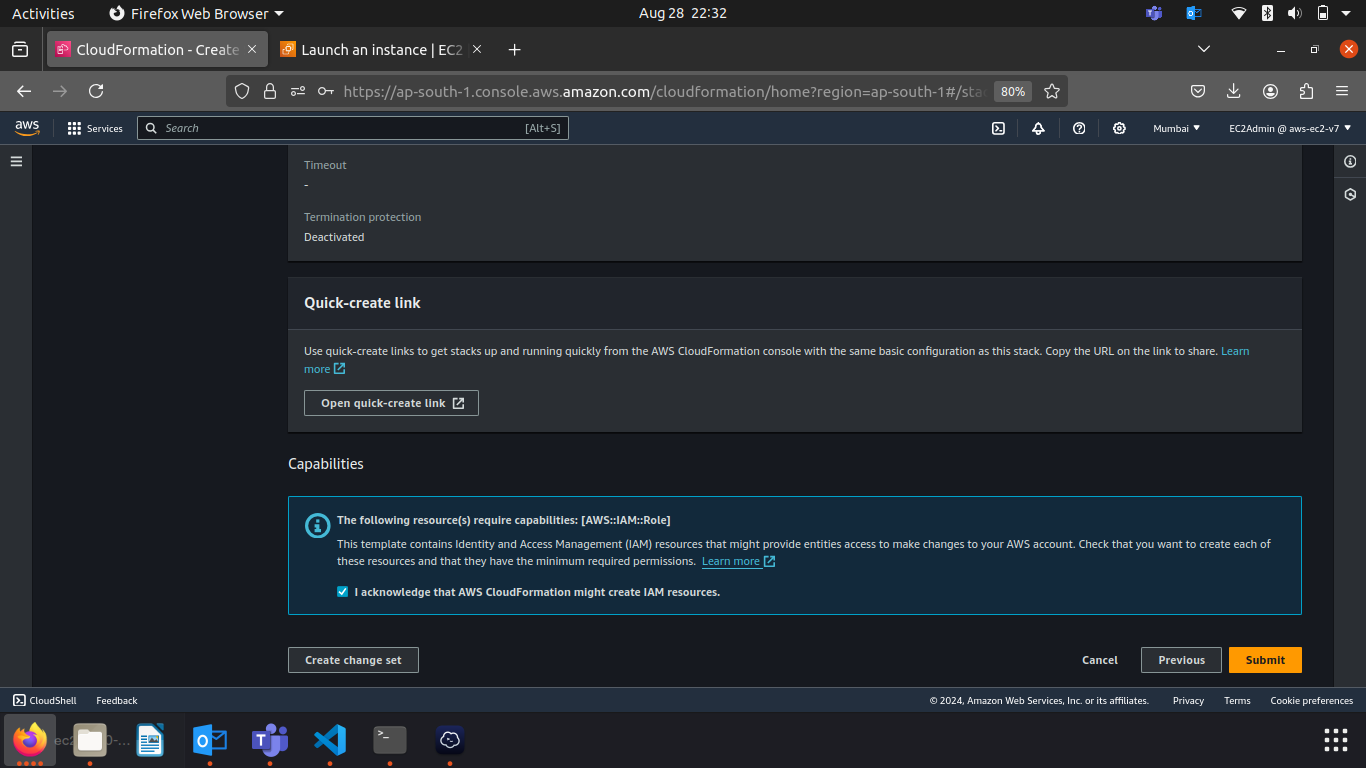 Activities
Firefox Web Browser
Aug 28 22:32
CloudFormation - Create
Launch an instance | EC2
https://ap-south-1.console.aws.amazon.com/cloudformation/home?region=ap-south-1#/sta
80%
aws
Services
Search
[Alt+S]
Mumbai
EC2Admin @ aws-ec2-v7
Timeout
-
Termination protection
Deactivated
Quick-create link
Use quick-create links to get stacks up and running quickly from the AWS CloudFormation console with the same basic configuration as this stack. Copy the URL on the link to share. Learn
more
Open quick-create link
Capabilities
The following resource(s) require capabilities: [AWS::IAM::Role]
This template contains Identity and Access Management (IAM) resources that might provide entities access to make changes to your AWS account. Check that you want to create each of
these resources and that they have the minimum required permissions. Learn more
I acknowledge that AWS CloudFormation might create IAM resources.
Create change set
Cancel
Previous
Submit
CloudShell
Feedback
© 2024, Amazon Web Services, Inc. or its affiliates.
Privacy
Terms
Cookie preferences